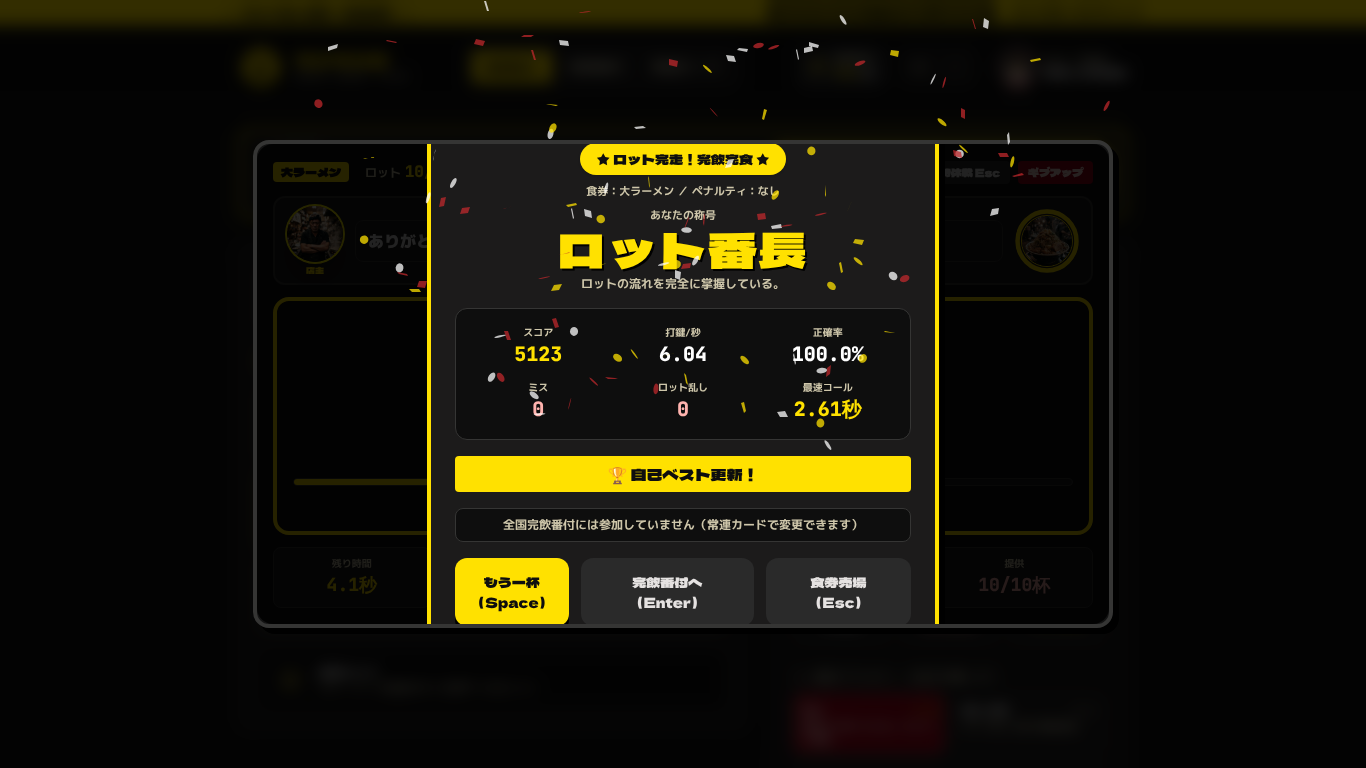 ★ ロット完走！完飲完食 ★
食券：大ラーメン ／ ペナルティ：なし
あなたの称号
ロット番長
ロットの流れを完全に掌握している。
スコア 打鍵/秒 正確率
5123 6.04 100.0%
ミス ロット乱し 最速コール
0 0 2.61秒
🏆 自己ベスト更新！
全国完飲番付には参加していません（常連カードで変更できます）
もう一杯 完飲番付へ 食券売場
(Space) (Enter) (Esc)
大ラーメン ロット 10 Esc ギブアップ
ありがと
店主
残り時間 提供
4.1秒 10/10杯